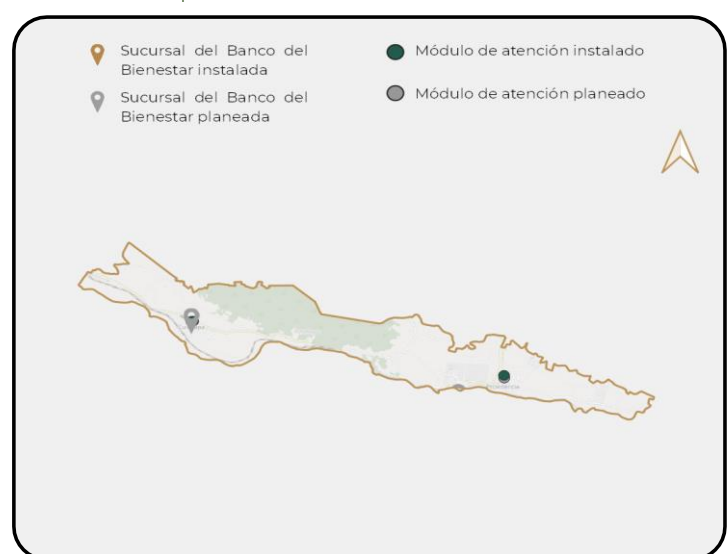 Sucursal del Banco del
Bienestar instalada
Sucursal del Banco del
Bienestar planeada
Módulo de atención instalado
Módulo de atención planeado